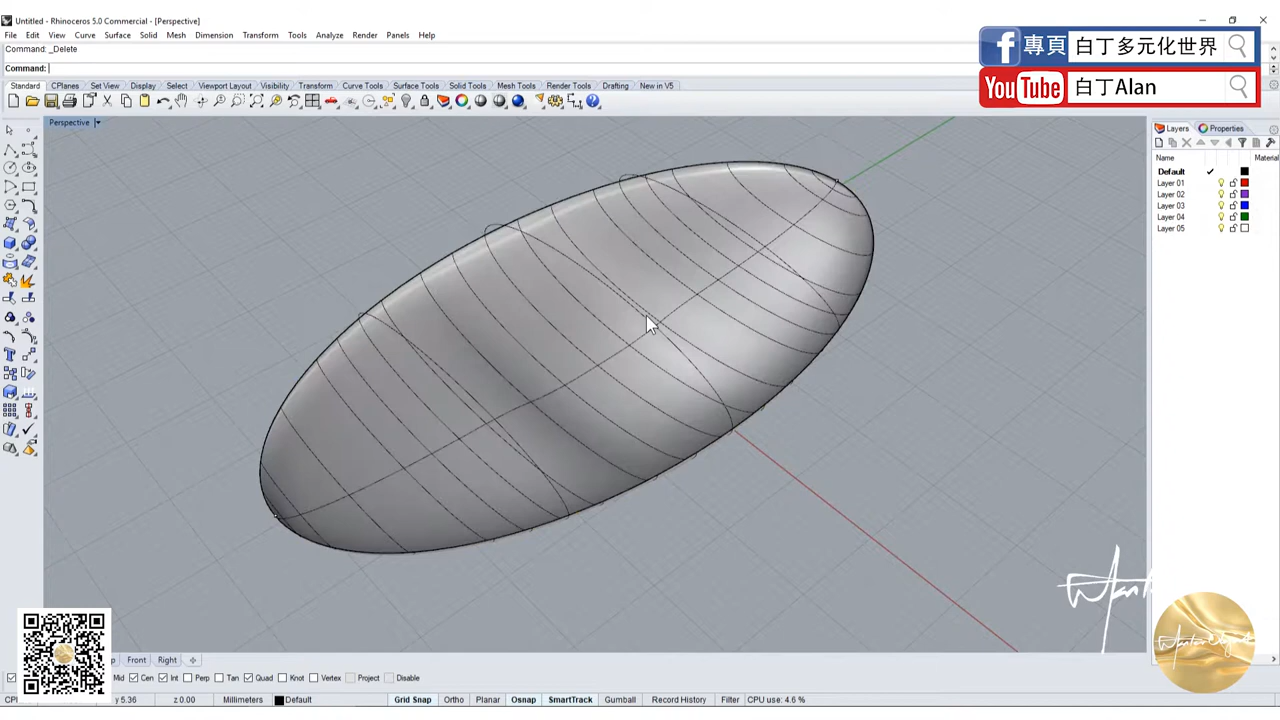 Untitled - Rhinoceros 5.0 Commercial - [Perspective]
File Edit View Curve Surface Solid Mesh Dimension Transform Tools Analyze Render Panels Help
Command: _Delete
Command:
專頁 白丁多元化世界
YouTube 白丁Alan
Standard CPlanes Set View Display Select Viewport Layout Visibility Transform Curve Tools Surface Tools Solid Tools Mesh Tools Render Tools Drafting New in V5
Perspective
Layers Properties
Name Material
Default
Layer 01
Layer 02
Layer 03
Layer 04
Layer 05
Front Right
Mid Cen Int Perp Tan Quad Knot Vertex Project Disable
y 5.36 z 0.00 Millimeters Default Grid Snap Ortho Planar Osnap SmartTrack Gumball Record History Filter CPU use: 4.6 %